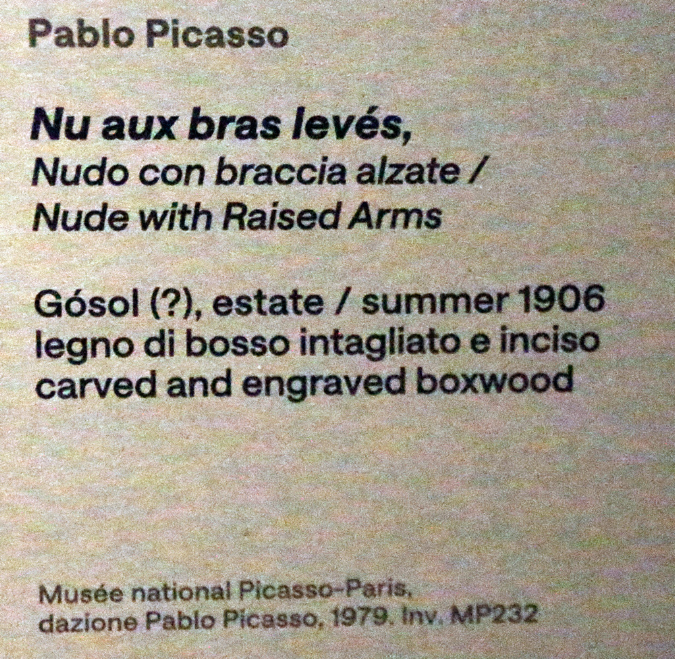 Pablo Picasso
Nu aux bras levés,
Nudo con braccia alzate /
Nude with Raised Arms
Gósol (?), estate / summer 1906
legno di bosso intagliato e inciso
carved and engraved boxwood
Musée national Picasso-Paris,
dazione Pablo Picasso, 1979. Inv. MP232